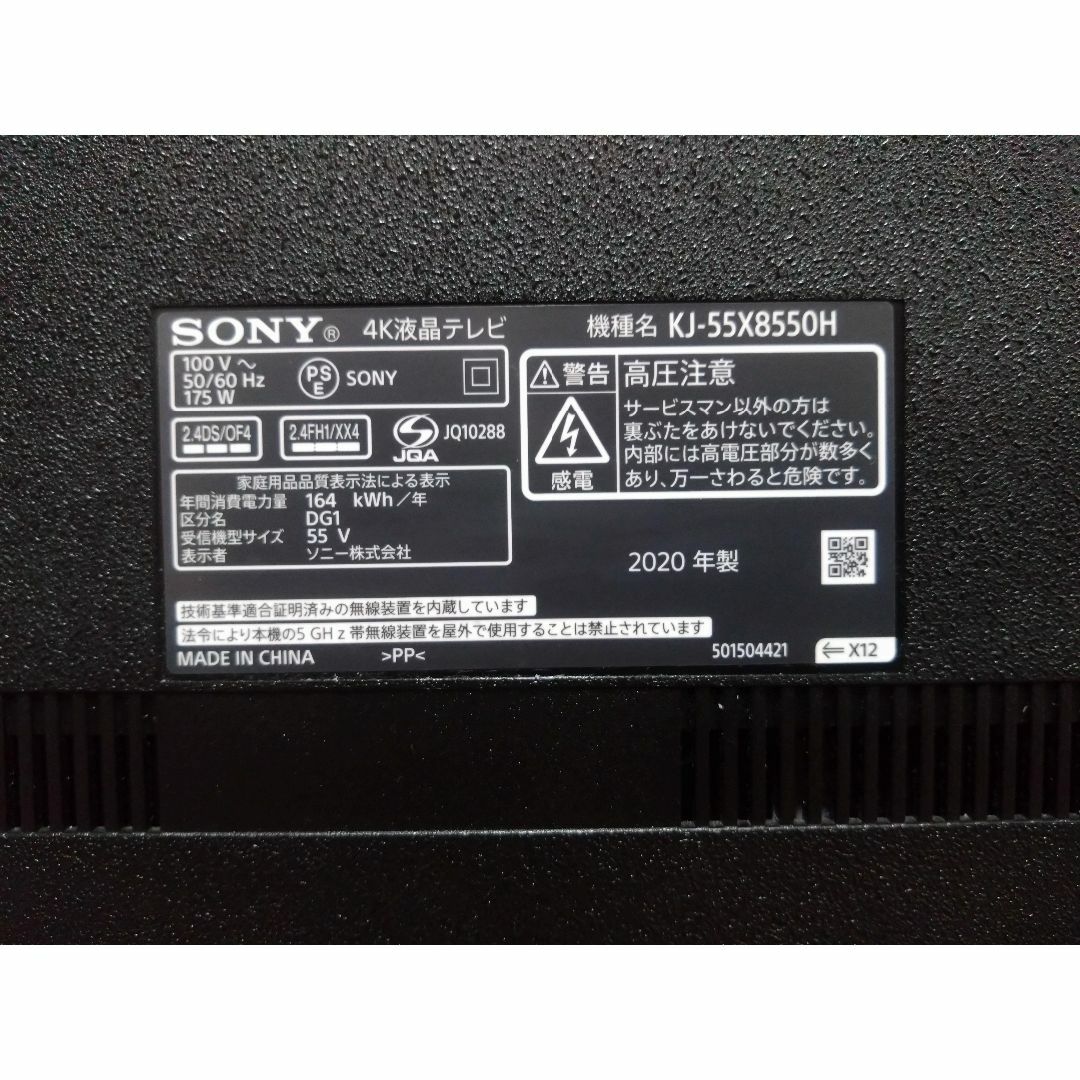 SONY® 4K液晶テレビ 機種名 KJ-55X8550H
100 V ～
50/60 Hz
175 W
PS
E
SONY
2.4DS/OF4 2.4FH1/XX4
JQA
JQ10288
家庭用品品質表示法による表示
年間消費電力量 164 kWh／年
区分名 DG1
受信機型サイズ 55 V
表示者 ソニー株式会社
警告 高圧注意
感電
サービスマン以外の方は
裏ぶたをあけないでください。
内部には高電圧部分が数多く
あり、万一さわると危険です。
2020 年製
技術基準適合証明済みの無線装置を内蔵しています
法令により本機の5 GHz帯無線装置を屋外で使用することは禁止されています
MADE IN CHINA >PP< 501504421 ⇐X12